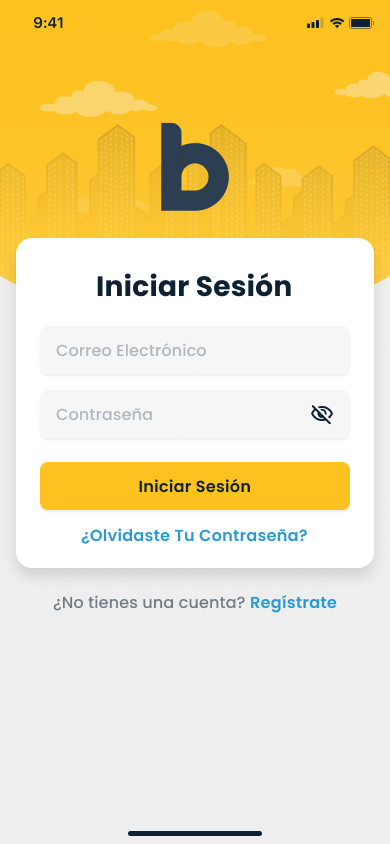 9:41
b
Iniciar Sesión
Correo Electrónico
Contraseña
Iniciar Sesión
¿Olvidaste Tu Contraseña?
¿No tienes una cuenta? Regístrate